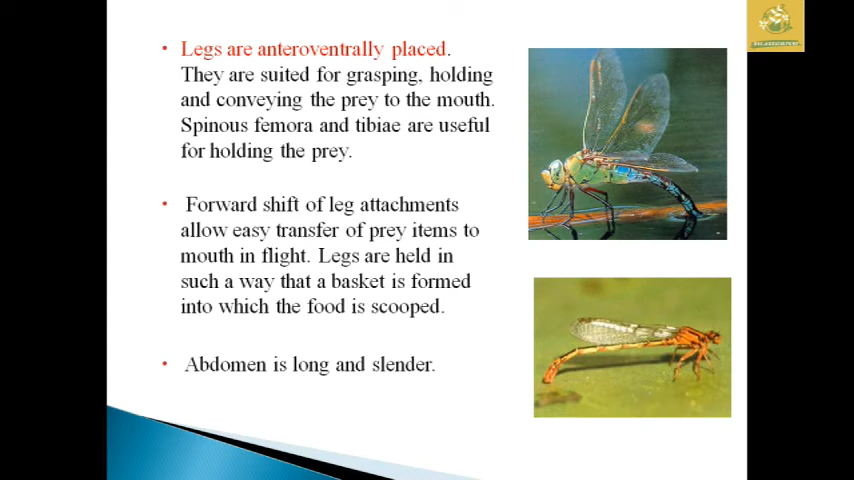 • Legs are anteroventrally placed.
They are suited for grasping, holding
and conveying the prey to the mouth.
Spinous femora and tibiae are useful
for holding the prey.
• Forward shift of leg attachments
allow easy transfer of prey items to
mouth in flight. Legs are held in
such a way that a basket is formed
into which the food is scooped.
• Abdomen is long and slender.